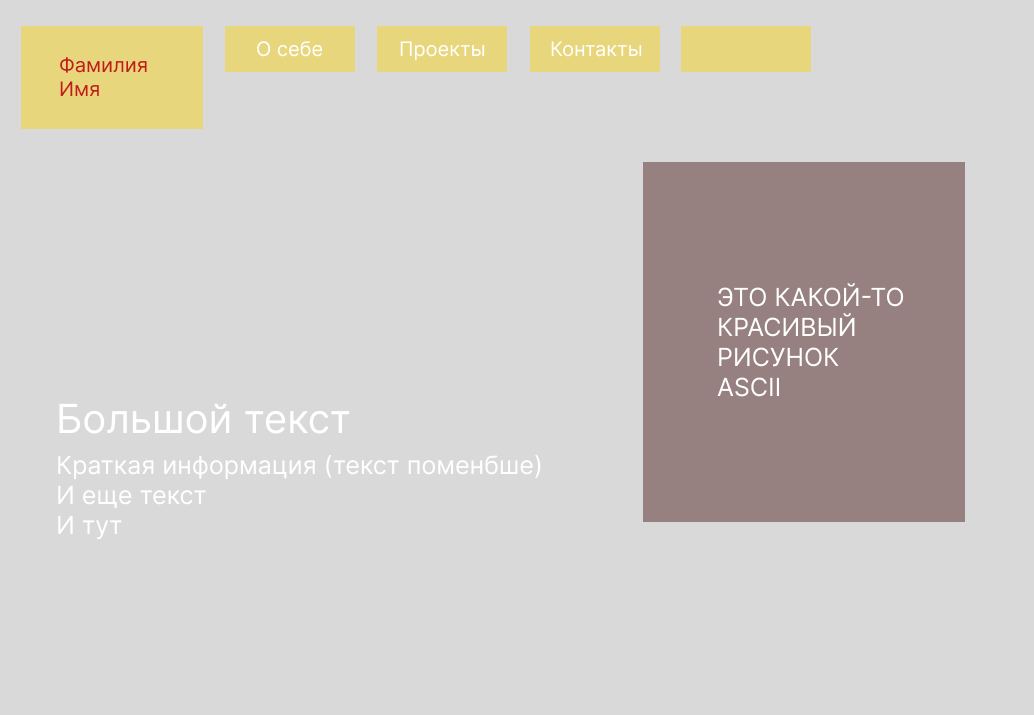 Фамилия
Имя
О себе
Проекты
Контакты
ЭТО КАКОЙ-ТО
КРАСИВЫЙ
РИСУНОК
ASCII
Большой текст
Краткая информация (текст поменбше)
И еще текст
И тут